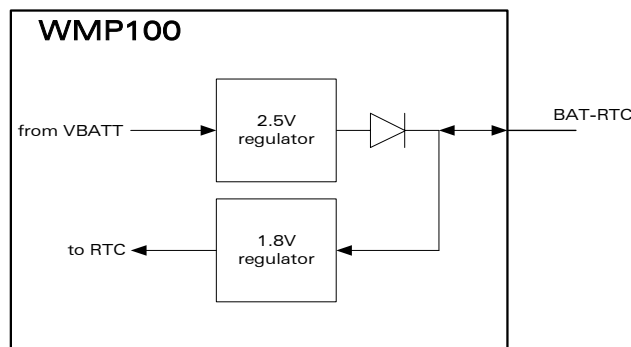 WMP100
2.5V
regulator
from VBATT
BAT-RTC
1.8V
regulator
to RTC